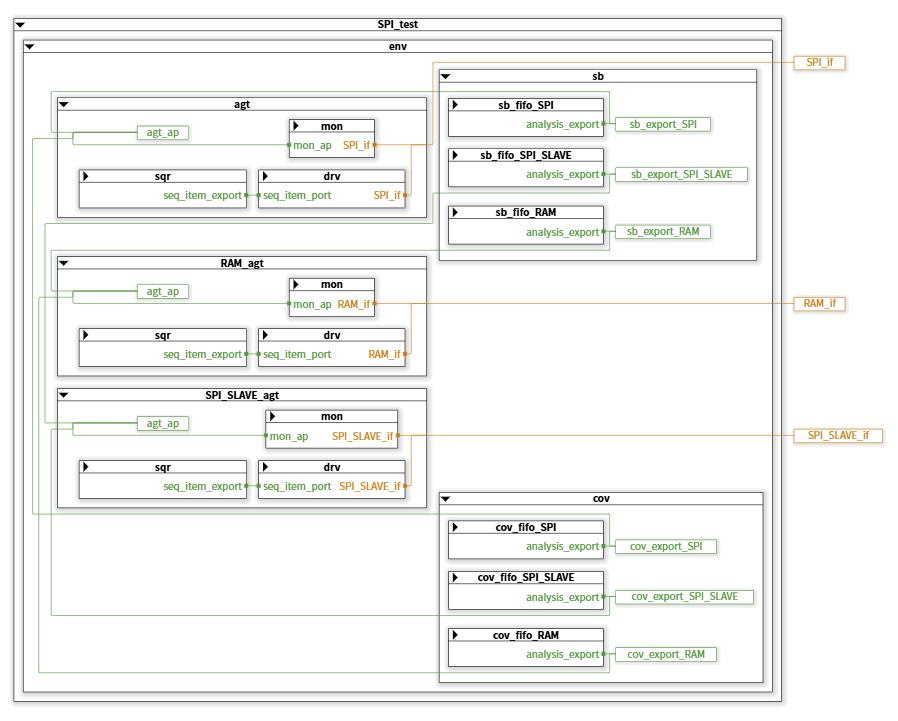 SPI_test
env
SPI_if
sb
sb_fifo_SPI
analysis_export
sb_export_SPI
sb_fifo_SPI_SLAVE
analysis_export
sb_export_SPI_SLAVE
sb_fifo_RAM
analysis_export
sb_export_RAM
agt
agt_ap
mon
mon_ap SPI_if
sqr
seq_item_export
drv
seq_item_port SPI_if
RAM_agt
agt_ap
mon
mon_ap RAM_if
RAM_if
sqr
seq_item_export
drv
seq_item_port RAM_if
SPI_SLAVE_agt
agt_ap
mon
mon_ap SPI_SLAVE_if
SPI_SLAVE_if
sqr
seq_item_export
drv
seq_item_port SPI_SLAVE_if
cov
cov_fifo_SPI
analysis_export
cov_export_SPI
cov_fifo_SPI_SLAVE
analysis_export
cov_export_SPI_SLAVE
cov_fifo_RAM
analysis_export
cov_export_RAM